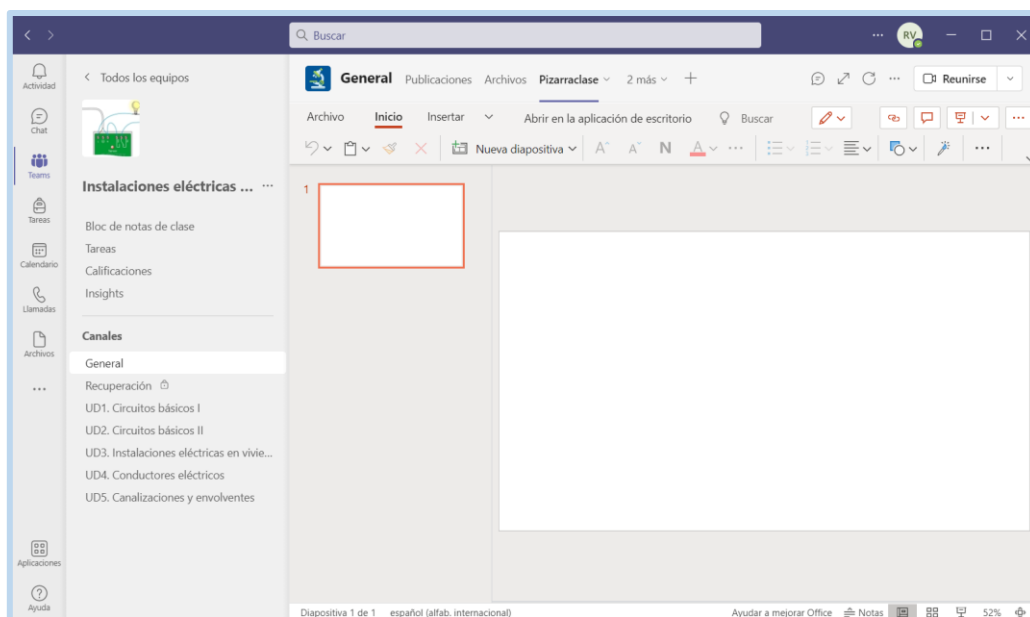 Buscar
RV
Actividad
Chat
Teams
Tareas
Calendario
Llamadas
Archivos
Aplicaciones
Ayuda
Todos los equipos
Instalaciones eléctricas ...
Bloc de notas de clase
Tareas
Calificaciones
Insights
Canales
General
Recuperación
UD1. Circuitos básicos I
UD2. Circuitos básicos II
UD3. Instalaciones eléctricas en vivie...
UD4. Conductores eléctricos
UD5. Canalizaciones y envolventes
General Publicaciones Archivos Pizarraclase 2 más Reunirse
Archivo Inicio Insertar Abrir en la aplicación de escritorio Buscar
Nueva diapositiva A A N A
1
Diapositiva 1 de 1 español (alfab. internacional) Ayudar a mejorar Office Notas 52%